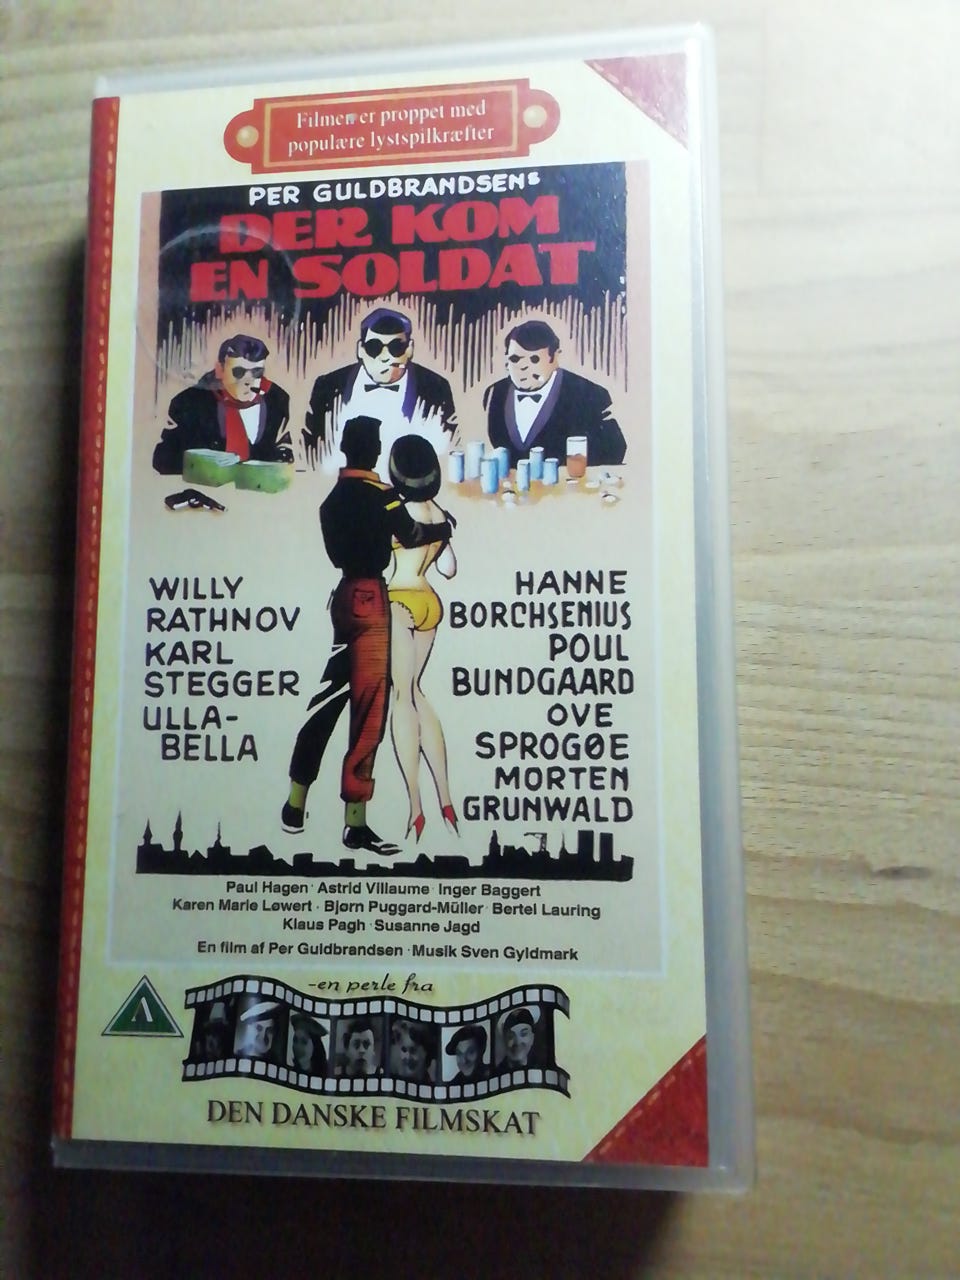 Filmen er proppet med
populære lystspilkræfter
PER GULDBRANDSENS
DER KOM
EN SOLDAT
WILLY
RATHNOV
KARL
STEGGER
ULLA-
BELLA
HANNE
BORCHSENIUS
POUL
BUNDGAARD
OVE
SPROGØE
MORTEN
GRUNWALD
Paul Hagen · Astrid Villaume · Inger Baggert
Karen Marie Løwert · Bjørn Puggard-Müller · Bertel Lauring
Klaus Pagh · Susanne Jagd
En film af Per Guldbrandsen · Musik Sven Gyldmark
-en perle fra
A
DEN DANSKE FILMSKAT